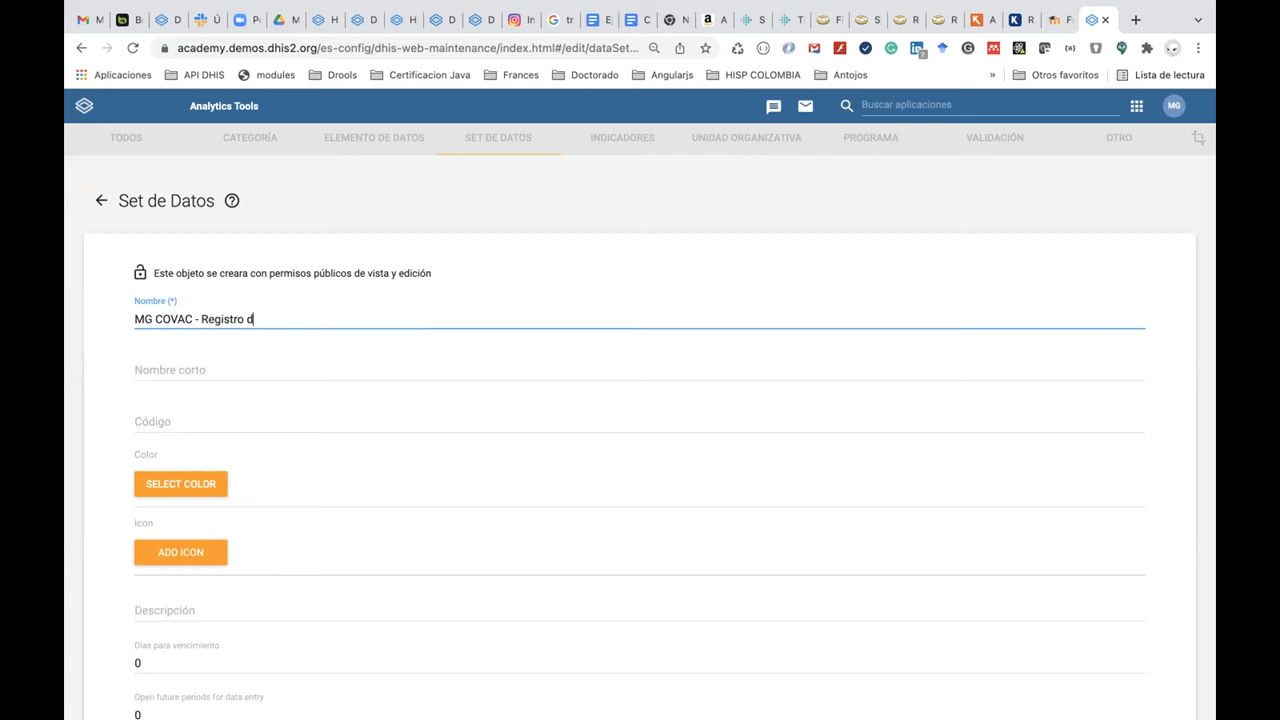 M
B
D
Ú
D
P
M
H
D
H
D
D
In
tr
E
C
N
A
S
T
F
S
R
R
A
R
F
academy.demos.dhis2.org/es-config/dhis-web-maintenance/index.html#/edit/dataSet...
Aplicaciones API DHIS modules Drools Certificacion Java Frances Doctorado Angularjs HISP COLOMBIA Antojos » Otros favoritos Lista de lectura
Analytics Tools Buscar aplicaciones MG
TODOS CATEGORÍA ELEMENTO DE DATOS SET DE DATOS INDICADORES UNIDAD ORGANIZATIVA PROGRAMA VALIDACIÓN OTRO
Set de Datos
Este objeto se creara con permisos públicos de vista y edición
Nombre (*)
MG COVAC - Registro d
Nombre corto
Código
Color
SELECT COLOR
Icon
ADD ICON
Descripción
Días para vencimiento
0
Open future periods for data entry
0